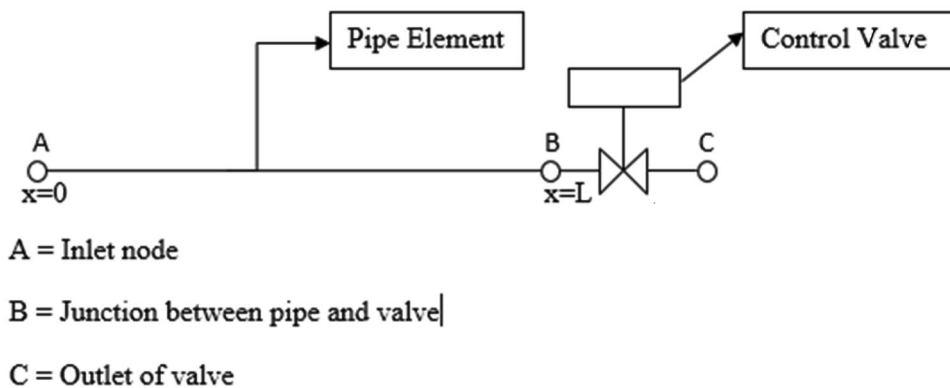 Pipe Element
Control Valve
A
B
C
x=0
x=L
A = Inlet node
B = Junction between pipe and valve
C = Outlet of valve